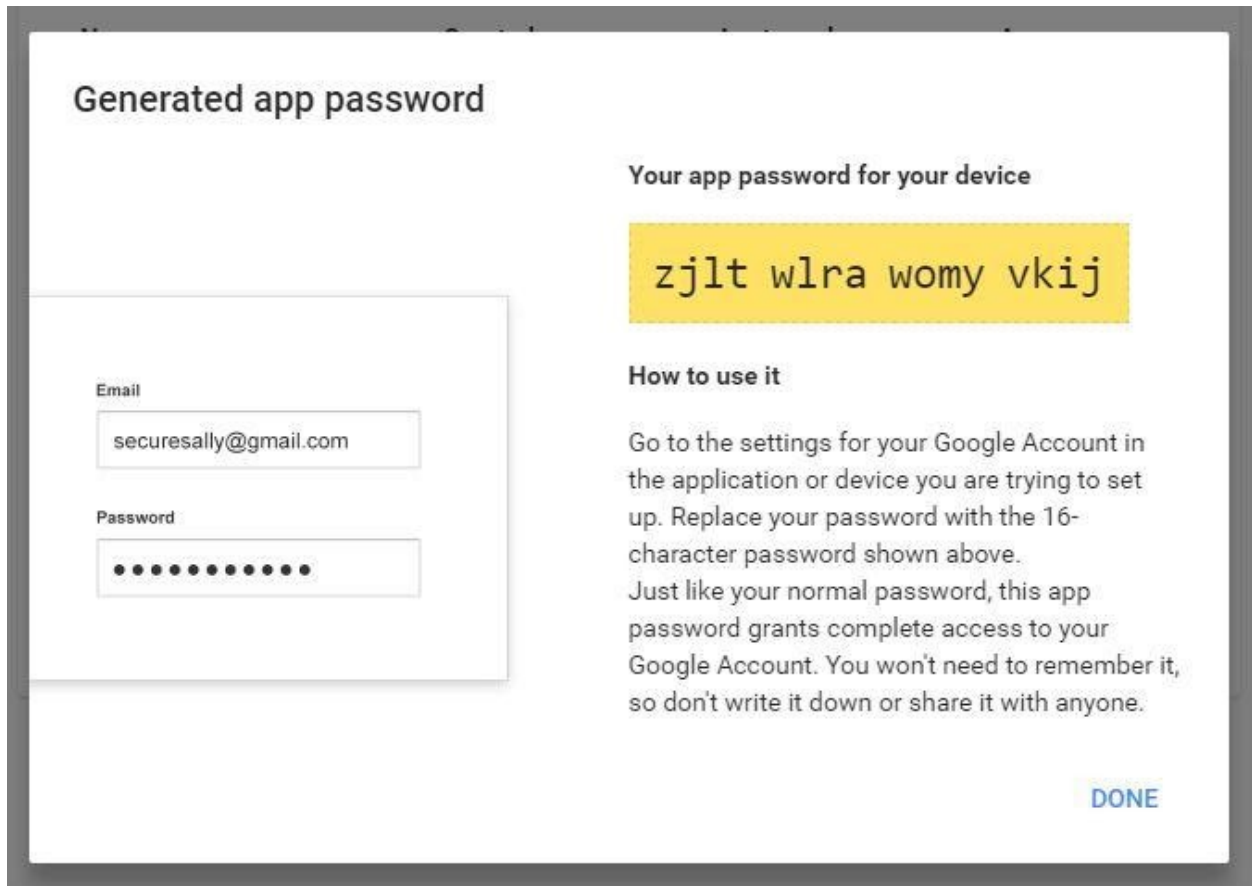 Generated app password
Your app password for your device
zjlt wlra womy vkij
Email
securesally@gmail.com
Password
How to use it
Go to the settings for your Google Account in
the application or device you are trying to set
up. Replace your password with the 16-
character password shown above.
Just like your normal password, this app
password grants complete access to your
Google Account. You won't need to remember it,
so don't write it down or share it with anyone.
DONE